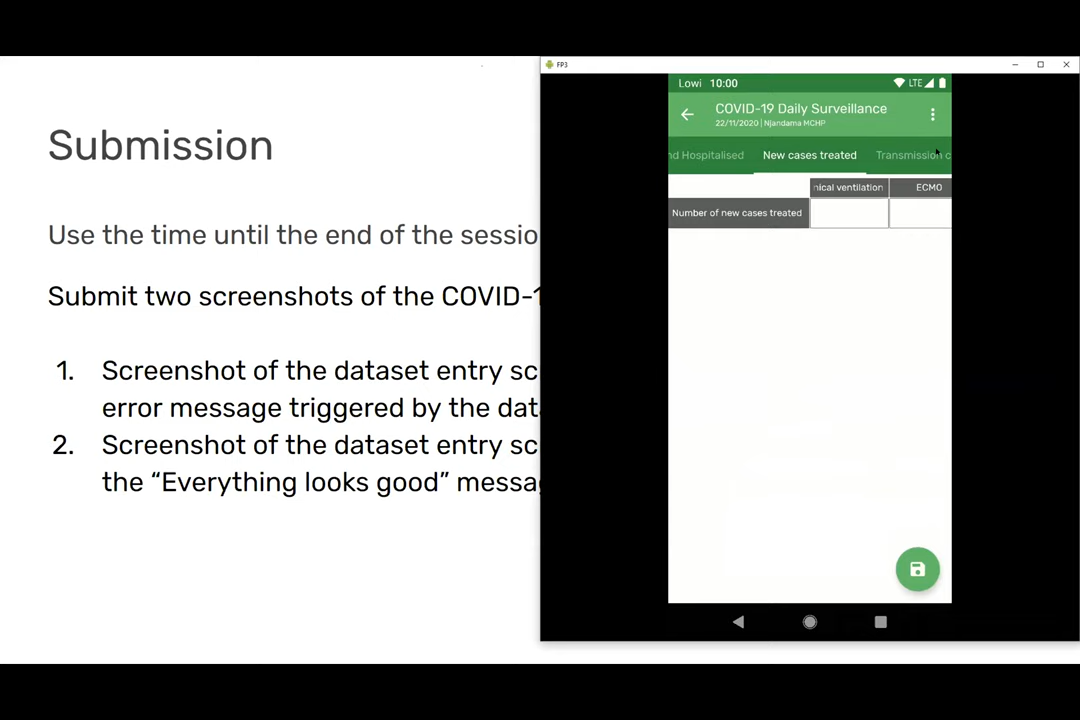 Submission
Use the time until the end of the sessio
Submit two screenshots of the COVID-1
1. Screenshot of the dataset entry sc
error message triggered by the dat
2. Screenshot of the dataset entry sc
the “Everything looks good” messag
FP3
Lowi 10:00 LTE
COVID-19 Daily Surveillance
22/11/2020 | Njandama MCHP
nd Hospitalised New cases treated Transmission c
nical ventilation ECMO
Number of new cases treated